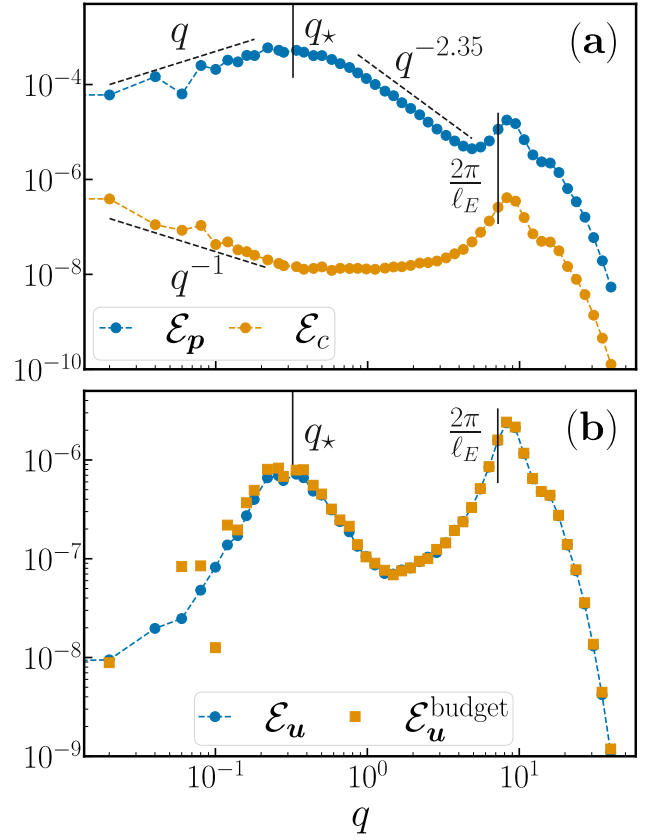 (a)
q
q⋆
q^{-2.35}
10^{-4}
10^{-6}
10^{-8}
10^{-10}
2π/ℓ_E
q^{-1}
ℰ_p ℰ_c
(b)
q⋆
2π/ℓ_E
10^{-6}
10^{-7}
10^{-8}
10^{-9}
ℰ_u ℰ_u^{budget}
10^{-1} 10^{0} 10^{1}
q